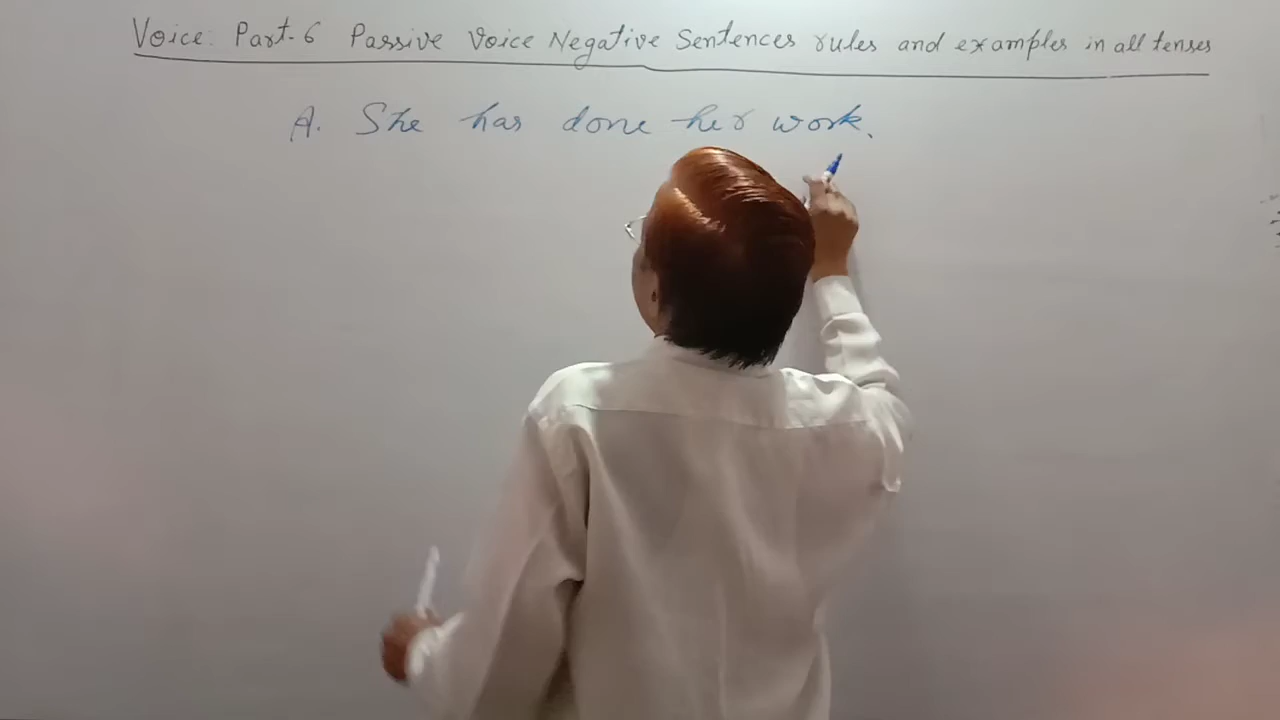 Voice: Part-6 Passive Voice Negative Sentences rules and examples in all tenses
A. She has done her work.